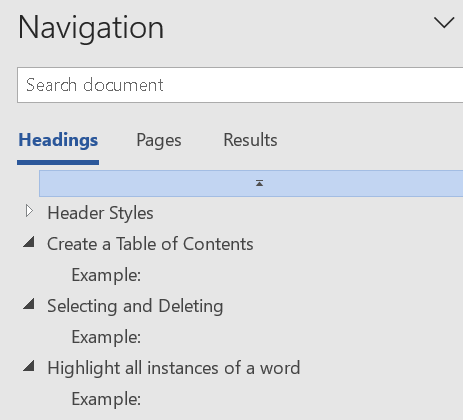 Navigation
Search document
Headings Pages Results
Header Styles
Create a Table of Contents
Example:
Selecting and Deleting
Example:
Highlight all instances of a word
Example: